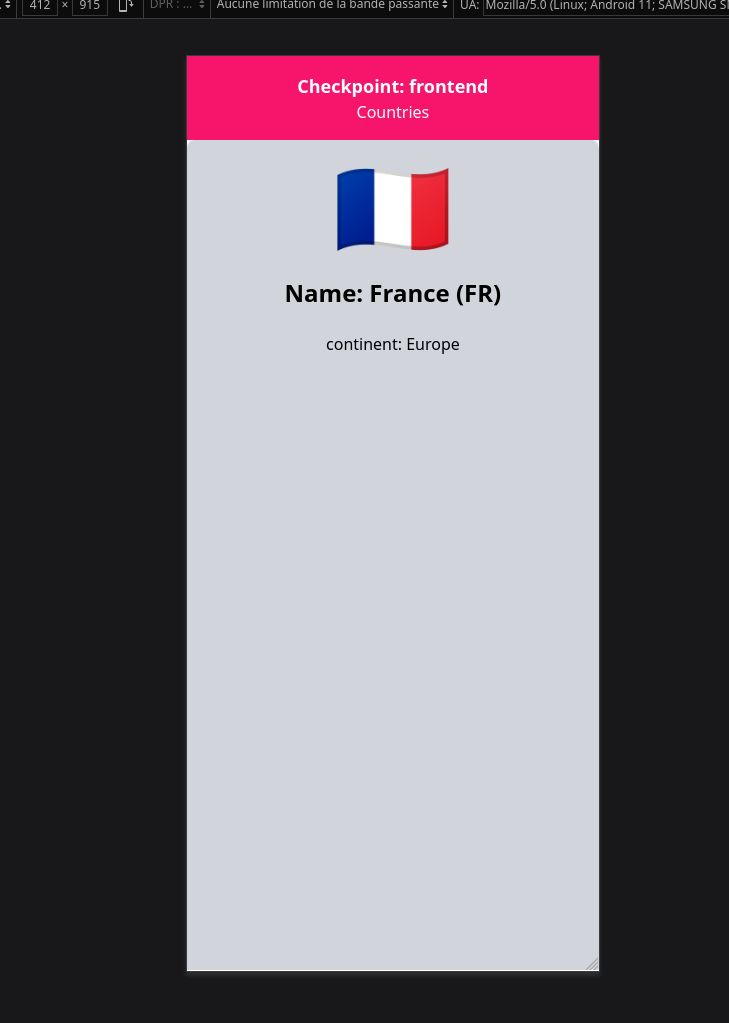 412 × 915 DPR : ... Aucune limitation de la bande passante UA: Mozilla/5.0 (Linux; Android 11; SAMSUNG
Checkpoint: frontend
Countries
Name: France (FR)
continent: Europe